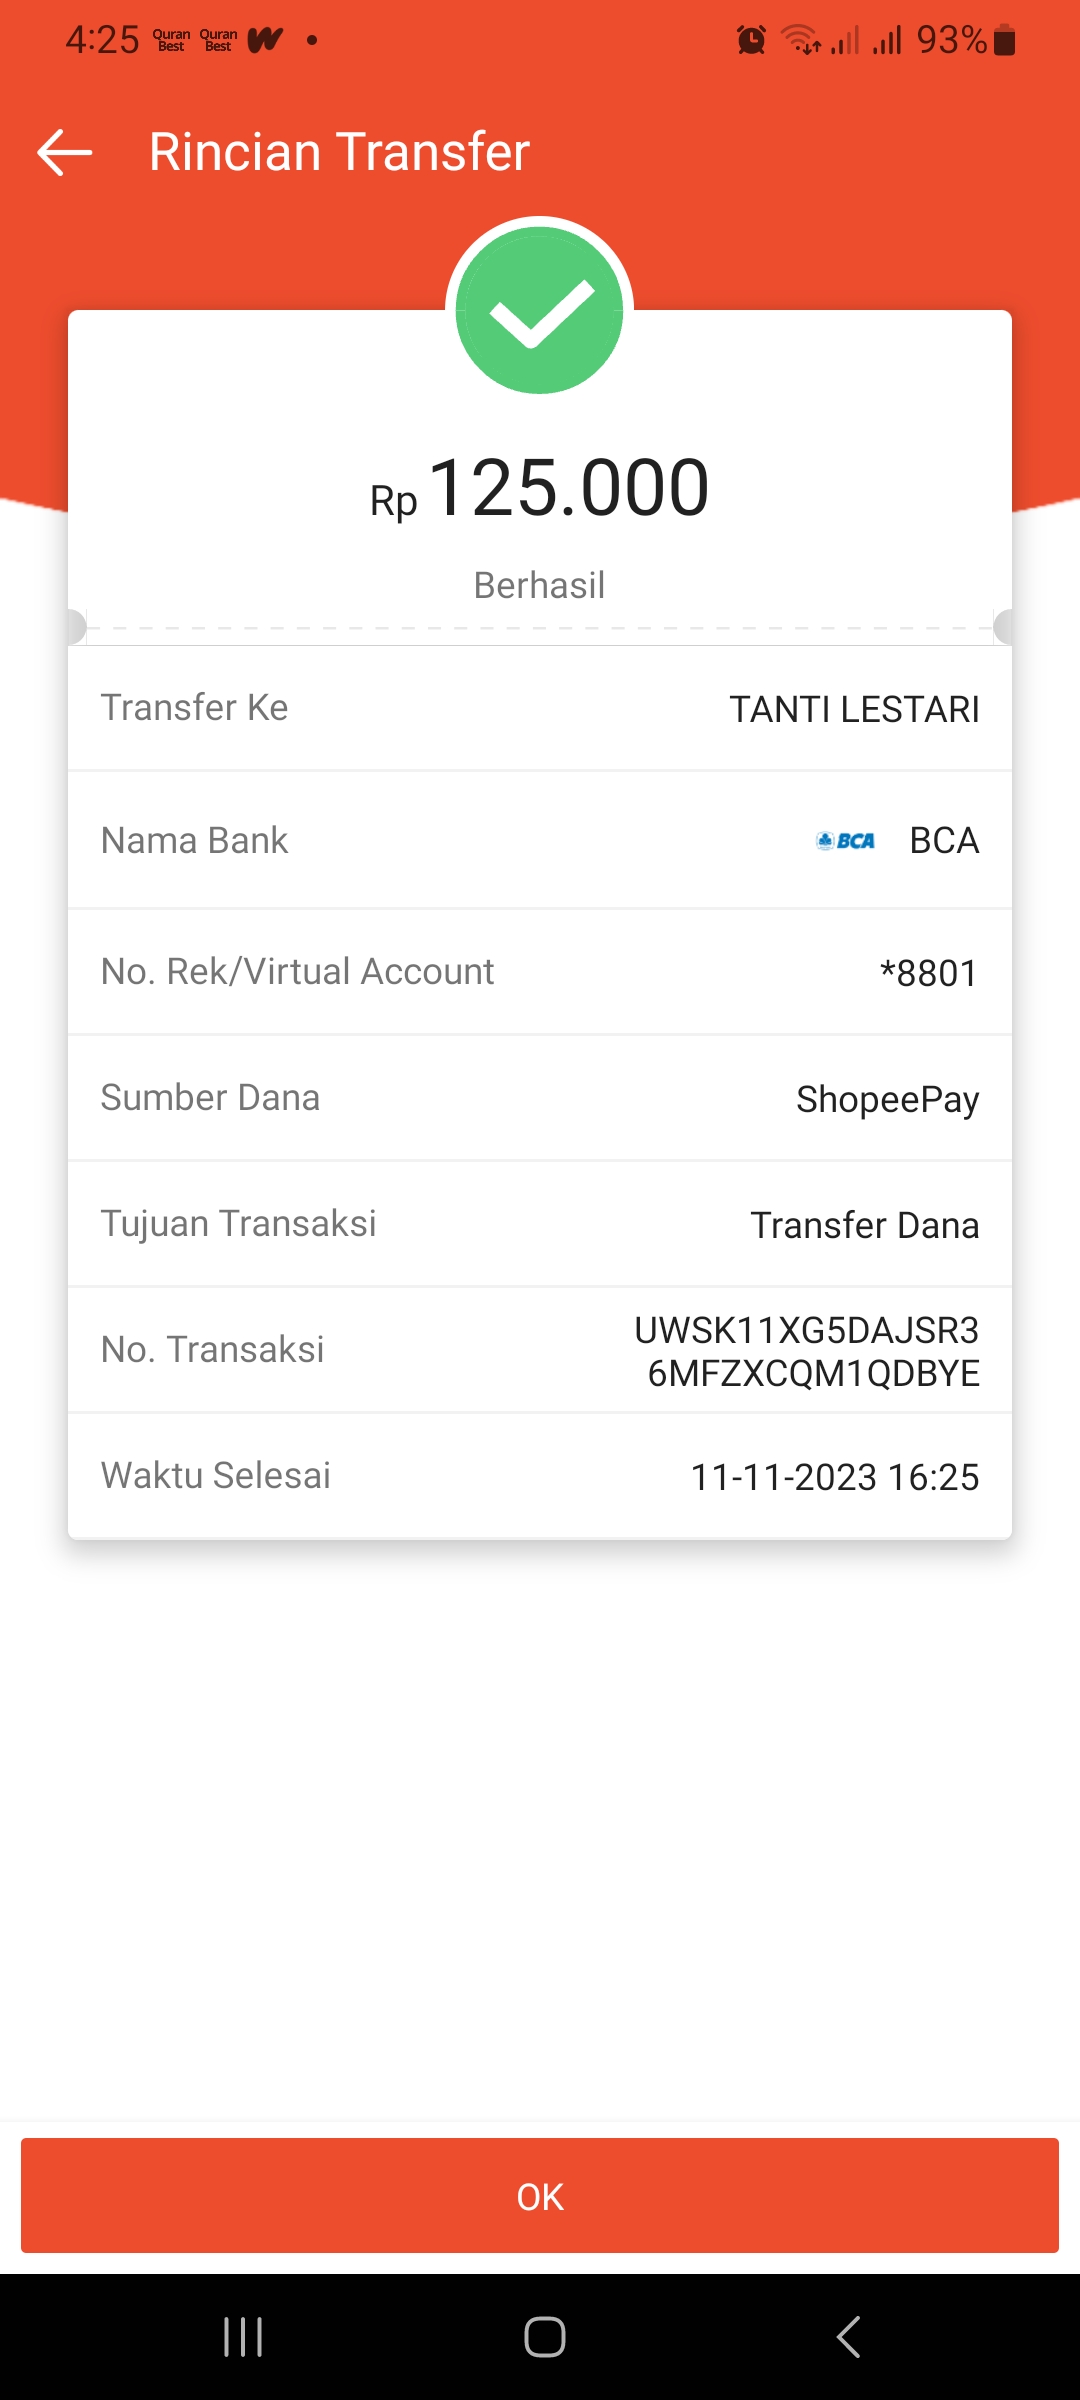 4:25 Quran Best Quran Best 93%
Rincian Transfer
Rp 125.000
Berhasil
Transfer Ke TANTI LESTARI
Nama Bank BCA BCA
No. Rek/Virtual Account *8801
Sumber Dana ShopeePay
Tujuan Transaksi Transfer Dana
No. Transaksi UWSK11XG5DAJSR3
6MFZXCQM1QDBYE
Waktu Selesai 11-11-2023 16:25
OK